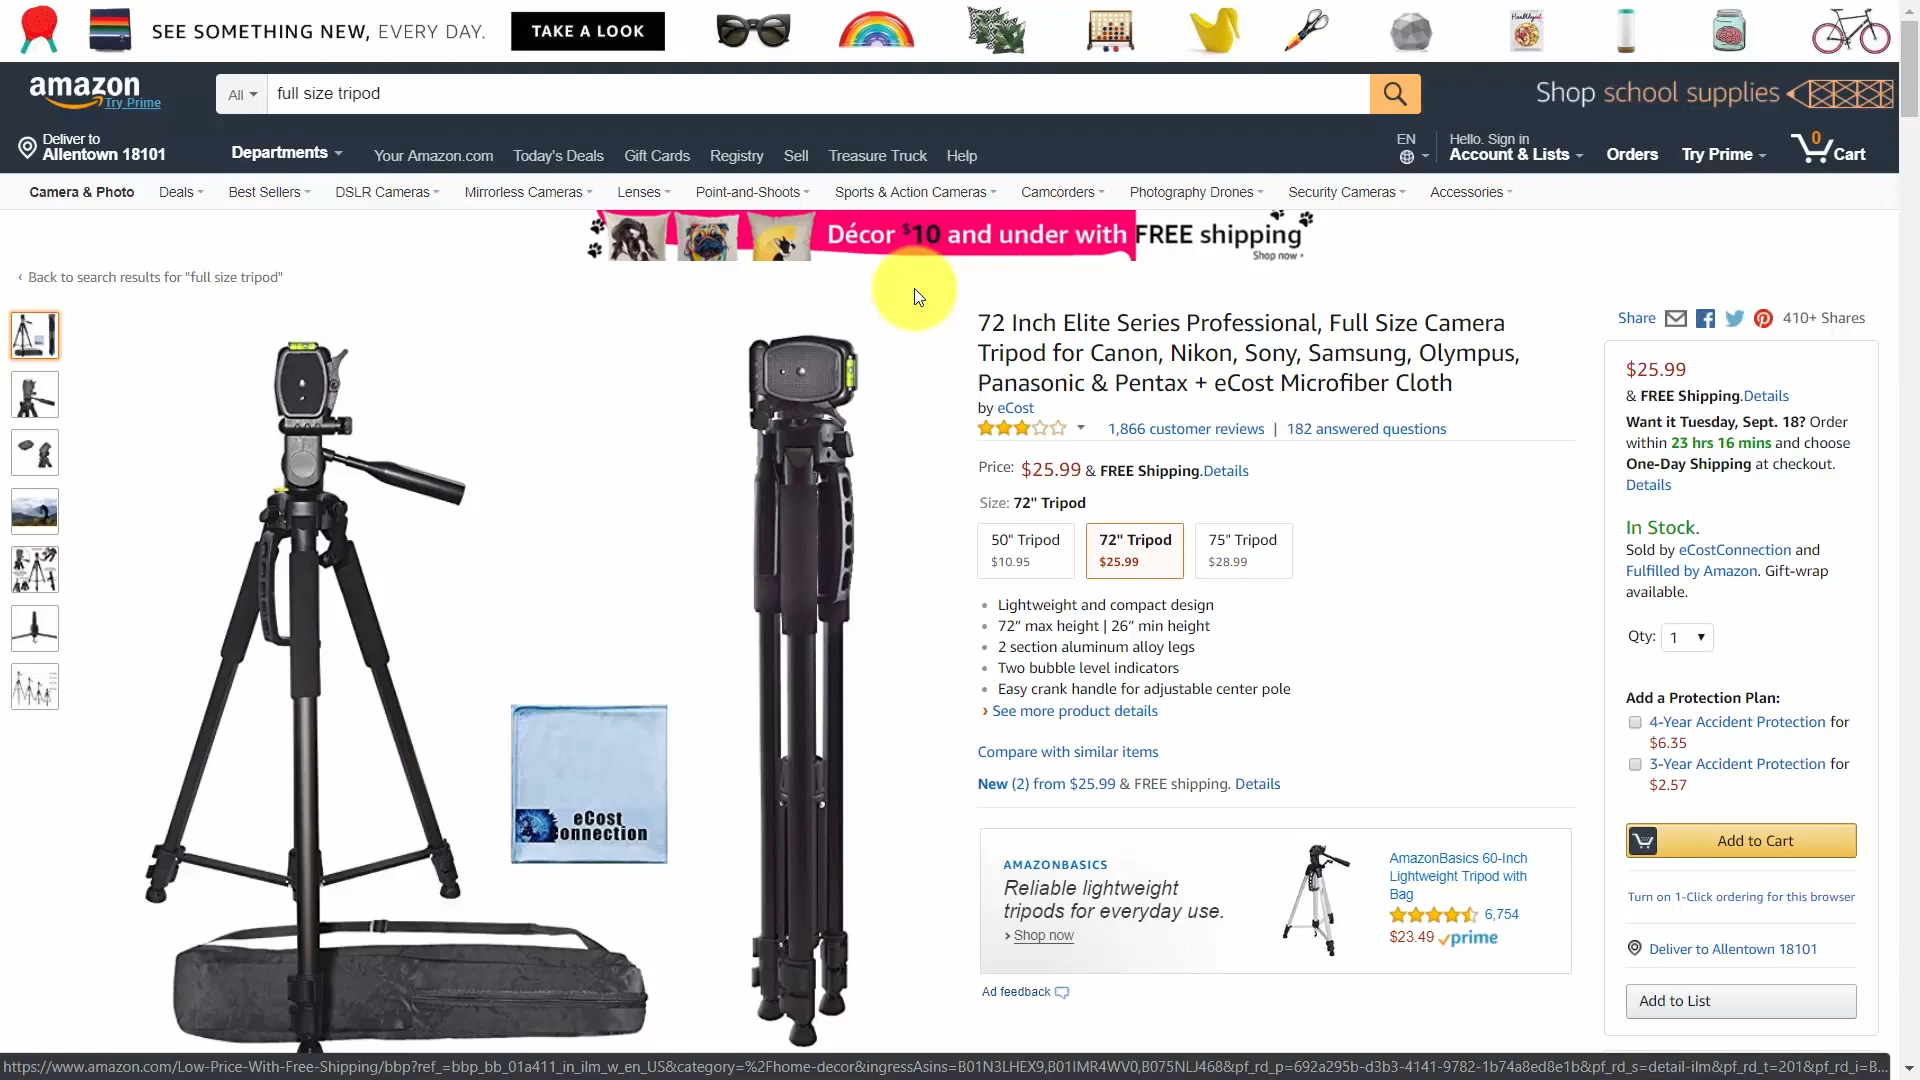 SEE SOMETHING NEW, EVERY DAY. TAKE A LOOK
amazon
Try Prime
All
full size tripod
Shop school supplies
Deliver to
Allentown 18101
Departments
Your Amazon.com Today's Deals Gift Cards Registry Sell Treasure Truck Help
EN
Hello. Sign in
Account & Lists
Orders
Try Prime
0
Cart
Camera & Photo Deals Best Sellers DSLR Cameras Mirrorless Cameras Lenses Point-and-Shoots Sports & Action Cameras Camcorders Photography Drones Security Cameras Accessories
Décor $10 and under with FREE shipping
Shop now
‹ Back to search results for "full size tripod"
72 Inch Elite Series Professional, Full Size Camera
Tripod for Canon, Nikon, Sony, Samsung, Olympus,
Panasonic & Pentax + eCost Microfiber Cloth
by eCost
1,866 customer reviews | 182 answered questions
Price: $25.99 & FREE Shipping. Details
Size: 72" Tripod
50" Tripod
$10.95
72" Tripod
$25.99
75" Tripod
$28.99
Lightweight and compact design
72” max height | 26” min height
2 section aluminum alloy legs
Two bubble level indicators
Easy crank handle for adjustable center pole
› See more product details
Compare with similar items
New (2) from $25.99 & FREE shipping. Details
eCost
Connection
AMAZONBASICS
Reliable lightweight
tripods for everyday use.
› Shop now
AmazonBasics 60-Inch
Lightweight Tripod with
Bag
6,754
$23.49 prime
Ad feedback
Share 410+ Shares
$25.99
& FREE Shipping. Details
Want it Tuesday, Sept. 18? Order
within 23 hrs 16 mins and choose
One-Day Shipping at checkout.
Details
In Stock.
Sold by eCostConnection and
Fulfilled by Amazon. Gift-wrap
available.
Qty: 1
Add a Protection Plan:
4-Year Accident Protection for
$6.35
3-Year Accident Protection for
$2.57
Add to Cart
Turn on 1-Click ordering for this browser
Deliver to Allentown 18101
Add to List
https://www.amazon.com/Low-Price-With-Free-Shipping/bbp?ref_=bbp_bb_01a411_in_ilm_w_en_US&category=%2Fhome-decor&ingressAsins=B01N3LHEX9,B01IMR4WV0,B075NLJ468&pf_rd_p=692a295b-d3b3-4141-9782-1b74a8ed8e1b&pf_rd_s=detail-ilm&pf_rd_t=201&pf_rd_i=B...